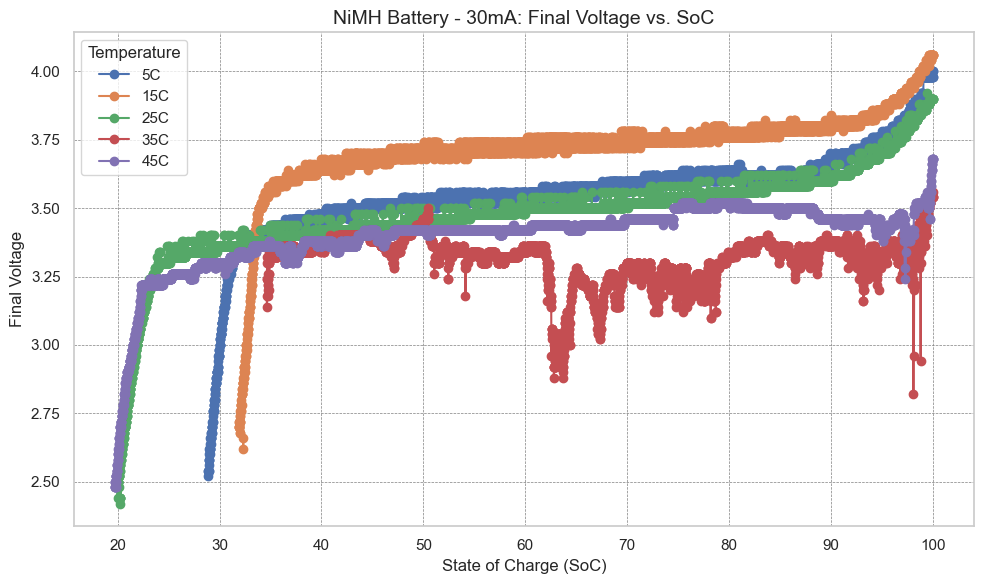 NiMH Battery - 30mA: Final Voltage vs. SoC
Temperature
5C
15C
25C
35C
45C
Final Voltage
4.00
3.75
3.50
3.25
3.00
2.75
2.50
20 30 40 50 60 70 80 90 100
State of Charge (SoC)